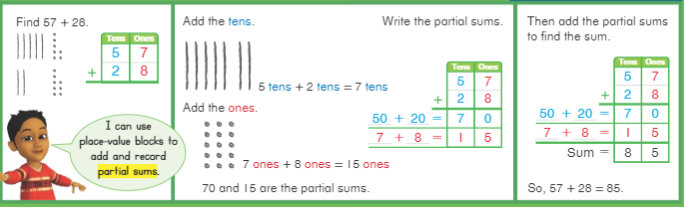 Find 57 + 28.
Tens Ones
5 7
+ 2 8
I can use
place-value blocks to
add and record
partial sums.
Add the tens.
5 tens + 2 tens = 7 tens
Add the ones.
7 ones + 8 ones = 15 ones
70 and 15 are the partial sums.
Write the partial sums.
Tens Ones
5 7
+ 2 8
50 + 20 = 7 0
7 + 8 = 1 5
Then add the partial sums
to find the sum.
Tens Ones
5 7
+ 2 8
50 + 20 = 7 0
7 + 8 = 1 5
Sum = 8 5
So, 57 + 28 = 85.